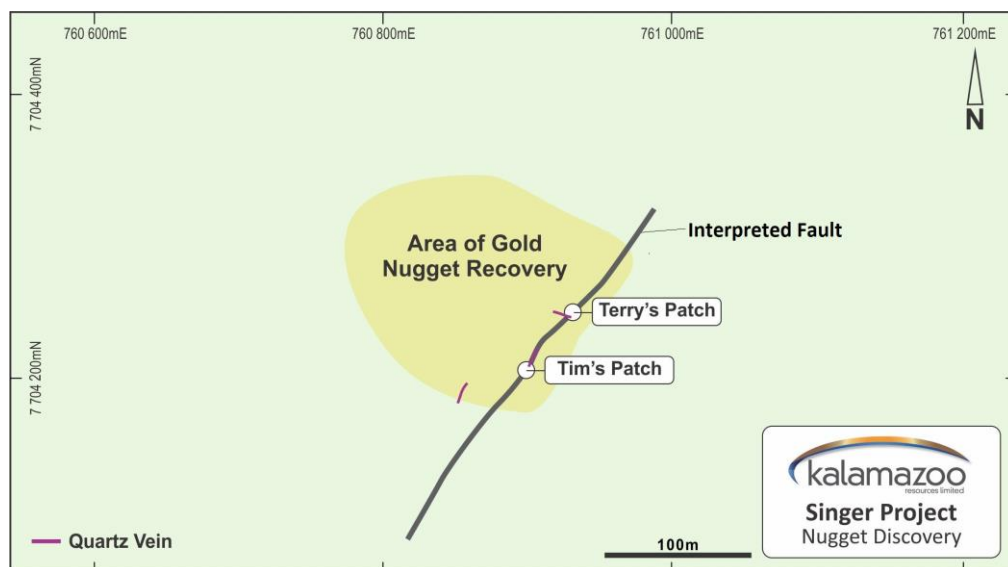 760 600mE
760 800mE
761 000mE
761 200mE
7 704 400mN
N
Area of Gold
Nugget Recovery
Interpreted Fault
Terry's Patch
Tim's Patch
7 704 200mN
kalamazoo
resources limited
Singer Project
Nugget Discovery
Quartz Vein
100m